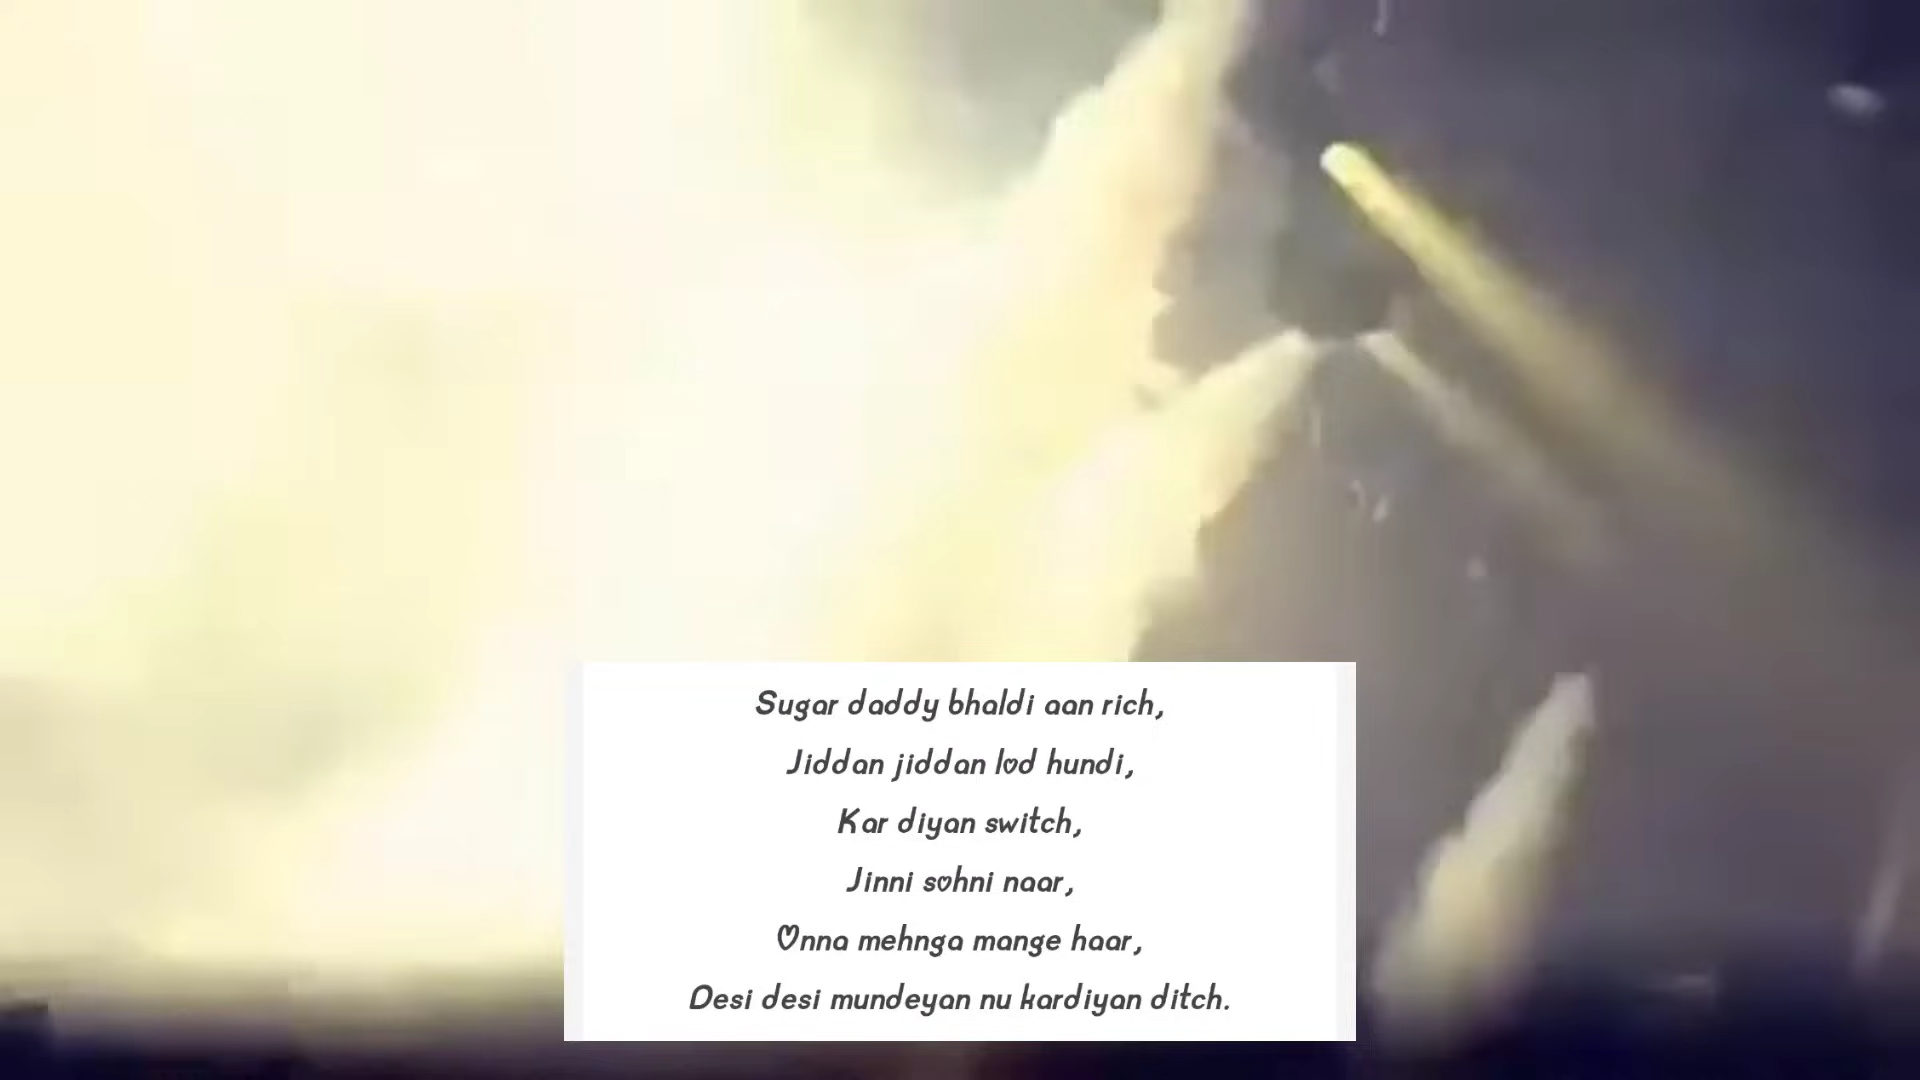 Sugar daddy bhaldi aan rich,
Jiddan jiddan lod hundi,
Kar diyan switch,
Jinni sohni naar,
Onna mehnga mange haar,
Desi desi mundeyan nu kardiyan ditch.